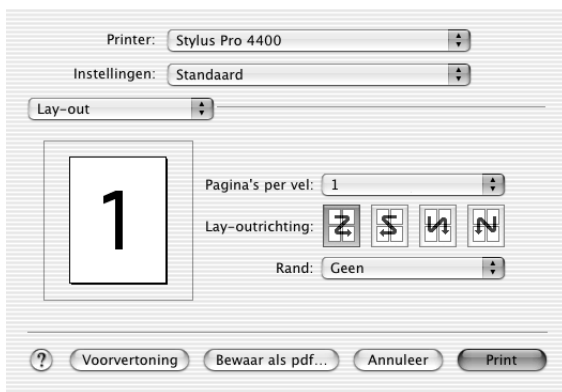 Printer: Stylus Pro 4400
Instellingen: Standaard
Lay-out
1
Pagina's per vel: 1
Lay-outrichting:
Rand: Geen
? Voorvertoning Bewaar als pdf... Annuleer Print